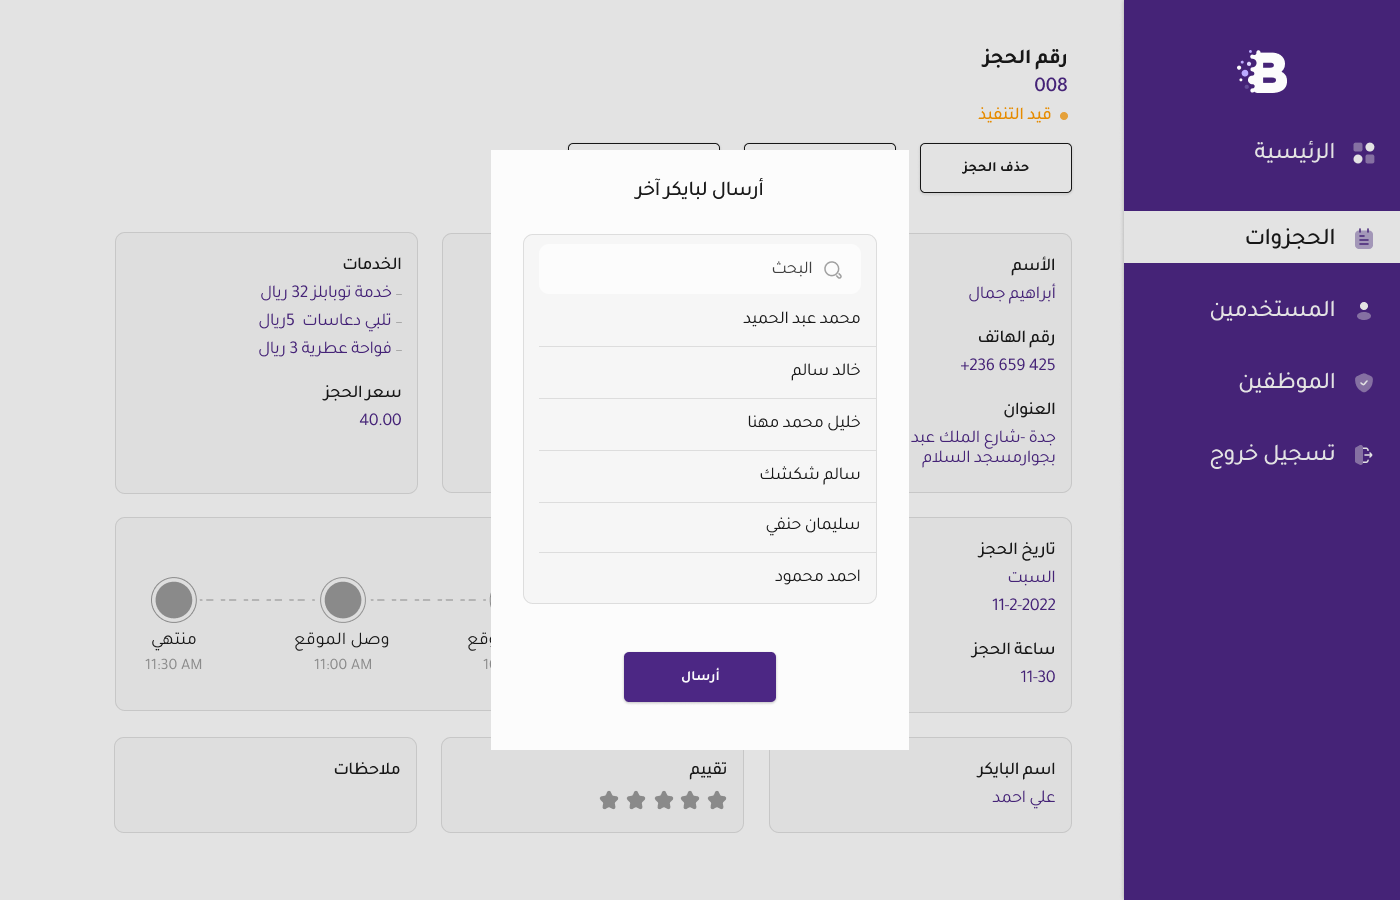 B
الرئيسية
الحجزوات
المستخدمين
الموظفين
تسجيل خروج
رقم الحجز
008
قيد التنفيذ
حذف الحجز
أرسال لبايكر آخر
البحث
محمد عبد الحميد
خالد سالم
خليل محمد مهنا
سالم شكشك
سليمان حنفي
احمد محمود
أرسال
الأسم
أبراهيم جمال
رقم الهاتف
+236 659 425
العنوان
جدة -شارع الملك عبد
بجوارمسجد السلام
الخدمات
– خدمة توبابلز 32 ريال
– تلبي دعاسات 5ريال
– فواحة عطرية 3 ريال
سعر الحجز
40.00
تاريخ الحجز
السبت
11-2-2022
ساعة الحجز
11-30
وصل الموقع
11:00 AM
منتهي
11:30 AM
اسم البايكر
علي احمد
تقييم
ملاحظات